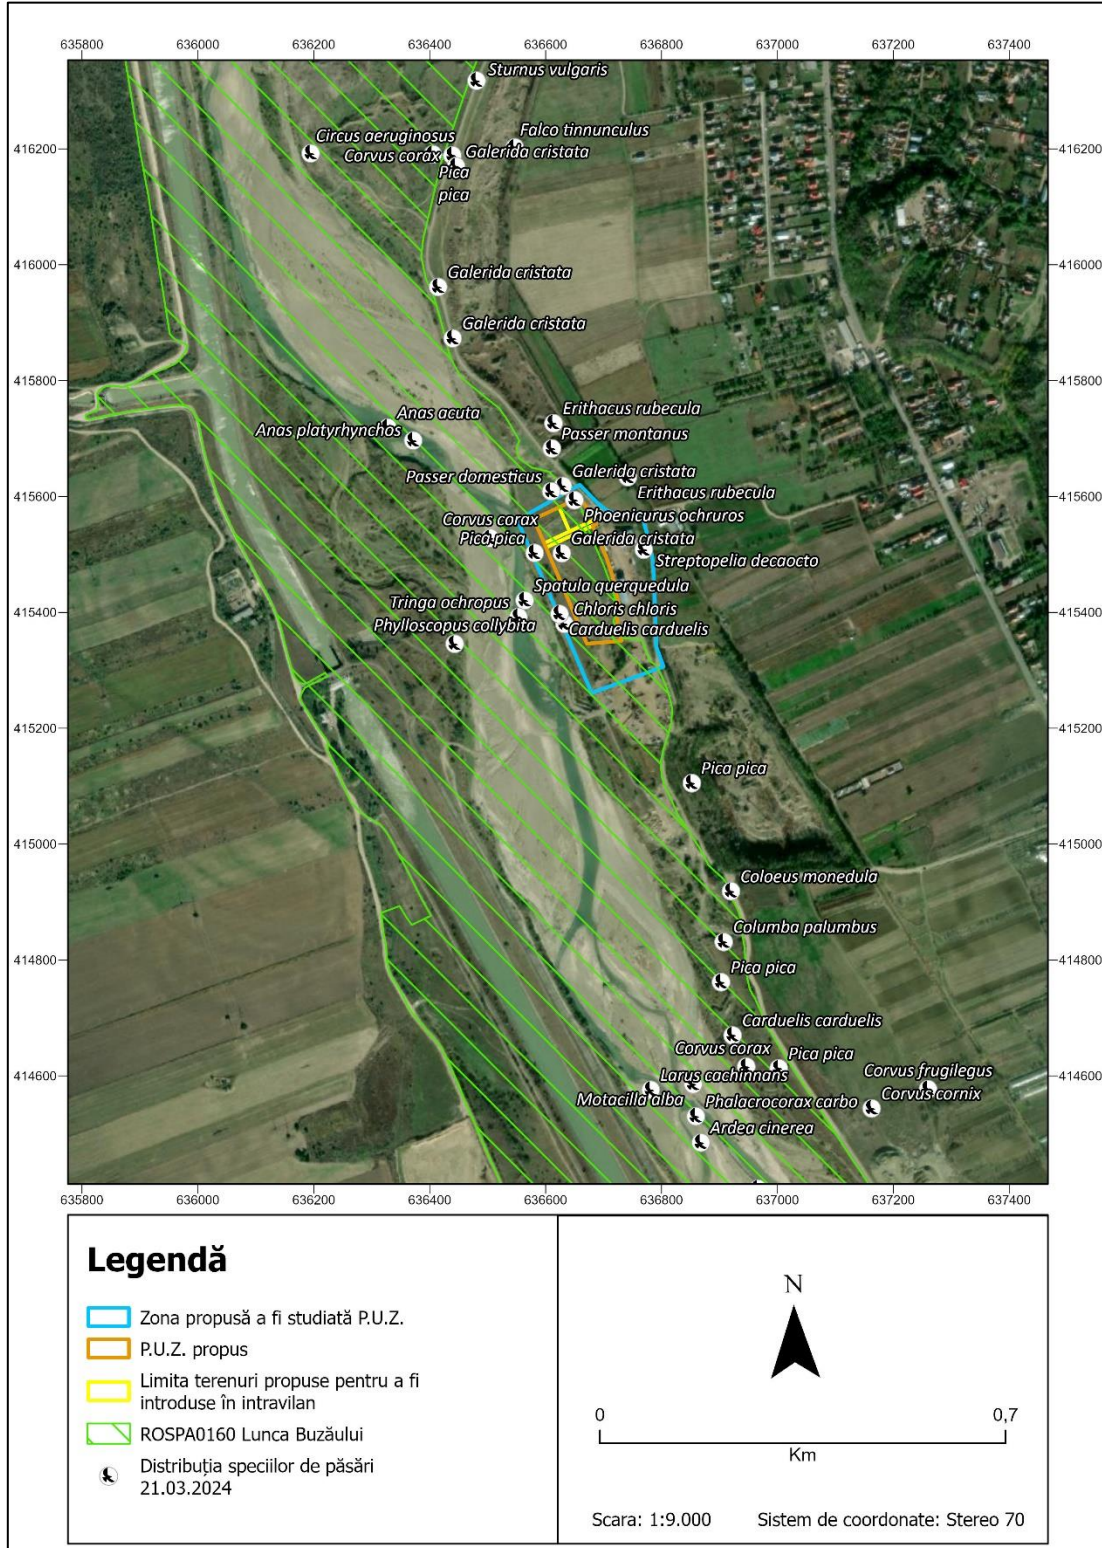 635800 636000 636200 636400 636600 636800 637000 637200 637400
Sturnus vulgaris
Falco tinnunculus
Circus aeruginosus
416200 416200
Corvus corax Galerida cristata
Pica
pica
416000 416000
Galerida cristata
Galerida cristata
415800 415800
Anas acuta
Erithacus rubecula
Anas platyrhynchos
Passer montanus
Passer domesticus Galerida cristata
415600 415600
Erithacus rubecula
Corvus corax Phoenicurus ochruros
Pica pica Galerida cristata
Streptopelia decaocto
Spatula querquedula
Tringa ochropus
415400 415400
Chloris chloris
Phylloscopus collybita Carduelis carduelis
415200 415200
Pica pica
415000 415000
Coloeus monedula
Columba palumbus
414800 414800
Pica pica
Carduelis carduelis
Corvus corax Pica pica
414600 414600
Larus cachinnans Corvus frugilegus
Motacilla alba Phalacrocorax carbo Corvus cornix
Ardea cinerea
635800 636000 636200 636400 636600 636800 637000 637200 637400
Legendă
Zona propusă a fi studiată P.U.Z.
P.U.Z. propus
Limita terenuri propuse pentru a fi
introduse în intravilan
ROSPA0160 Lunca Buzăului
Distribuția speciilor de păsări
21.03.2024
N
0 0,7
Km
Scara: 1:9.000 Sistem de coordonate: Stereo 70